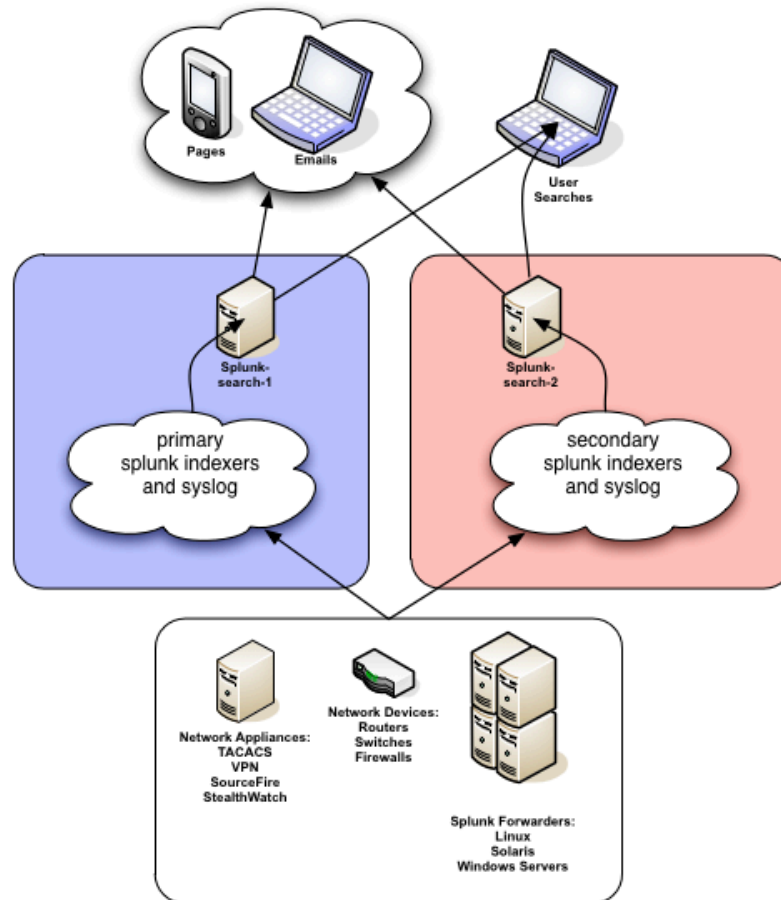 Pages
Emails
User
Searches
Splunk-
search-1
Splunk-
search-2
primary
splunk indexers
and syslog
secondary
splunk indexers
and syslog
Network Appliances:
TACACS
VPN
SourceFire
StealthWatch
Network Devices:
Routers
Switches
Firewalls
Splunk Forwarders:
Linux
Solaris
Windows Servers